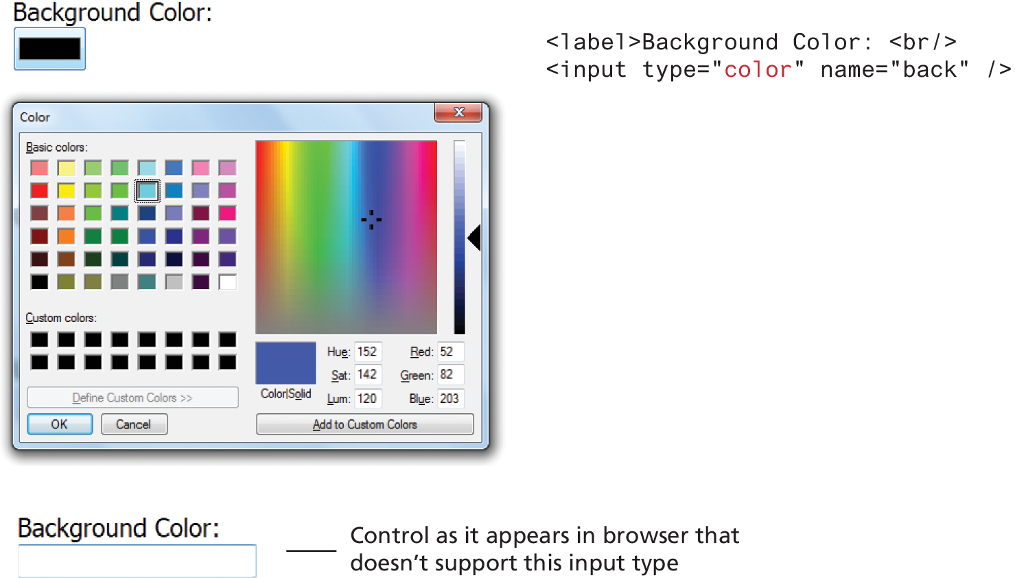 Background Color:
<label>Background Color: <br/>
<input type="color" name="back" />
Color
Basic colors:
Custom colors:
Define Custom Colors >>
OK
Cancel
Hue: 152
Red: 52
Sat: 142
Green: 82
Color|Solid
Lum: 120
Blue: 203
Add to Custom Colors
Background Color:
Control as it appears in browser that
doesn't support this input type